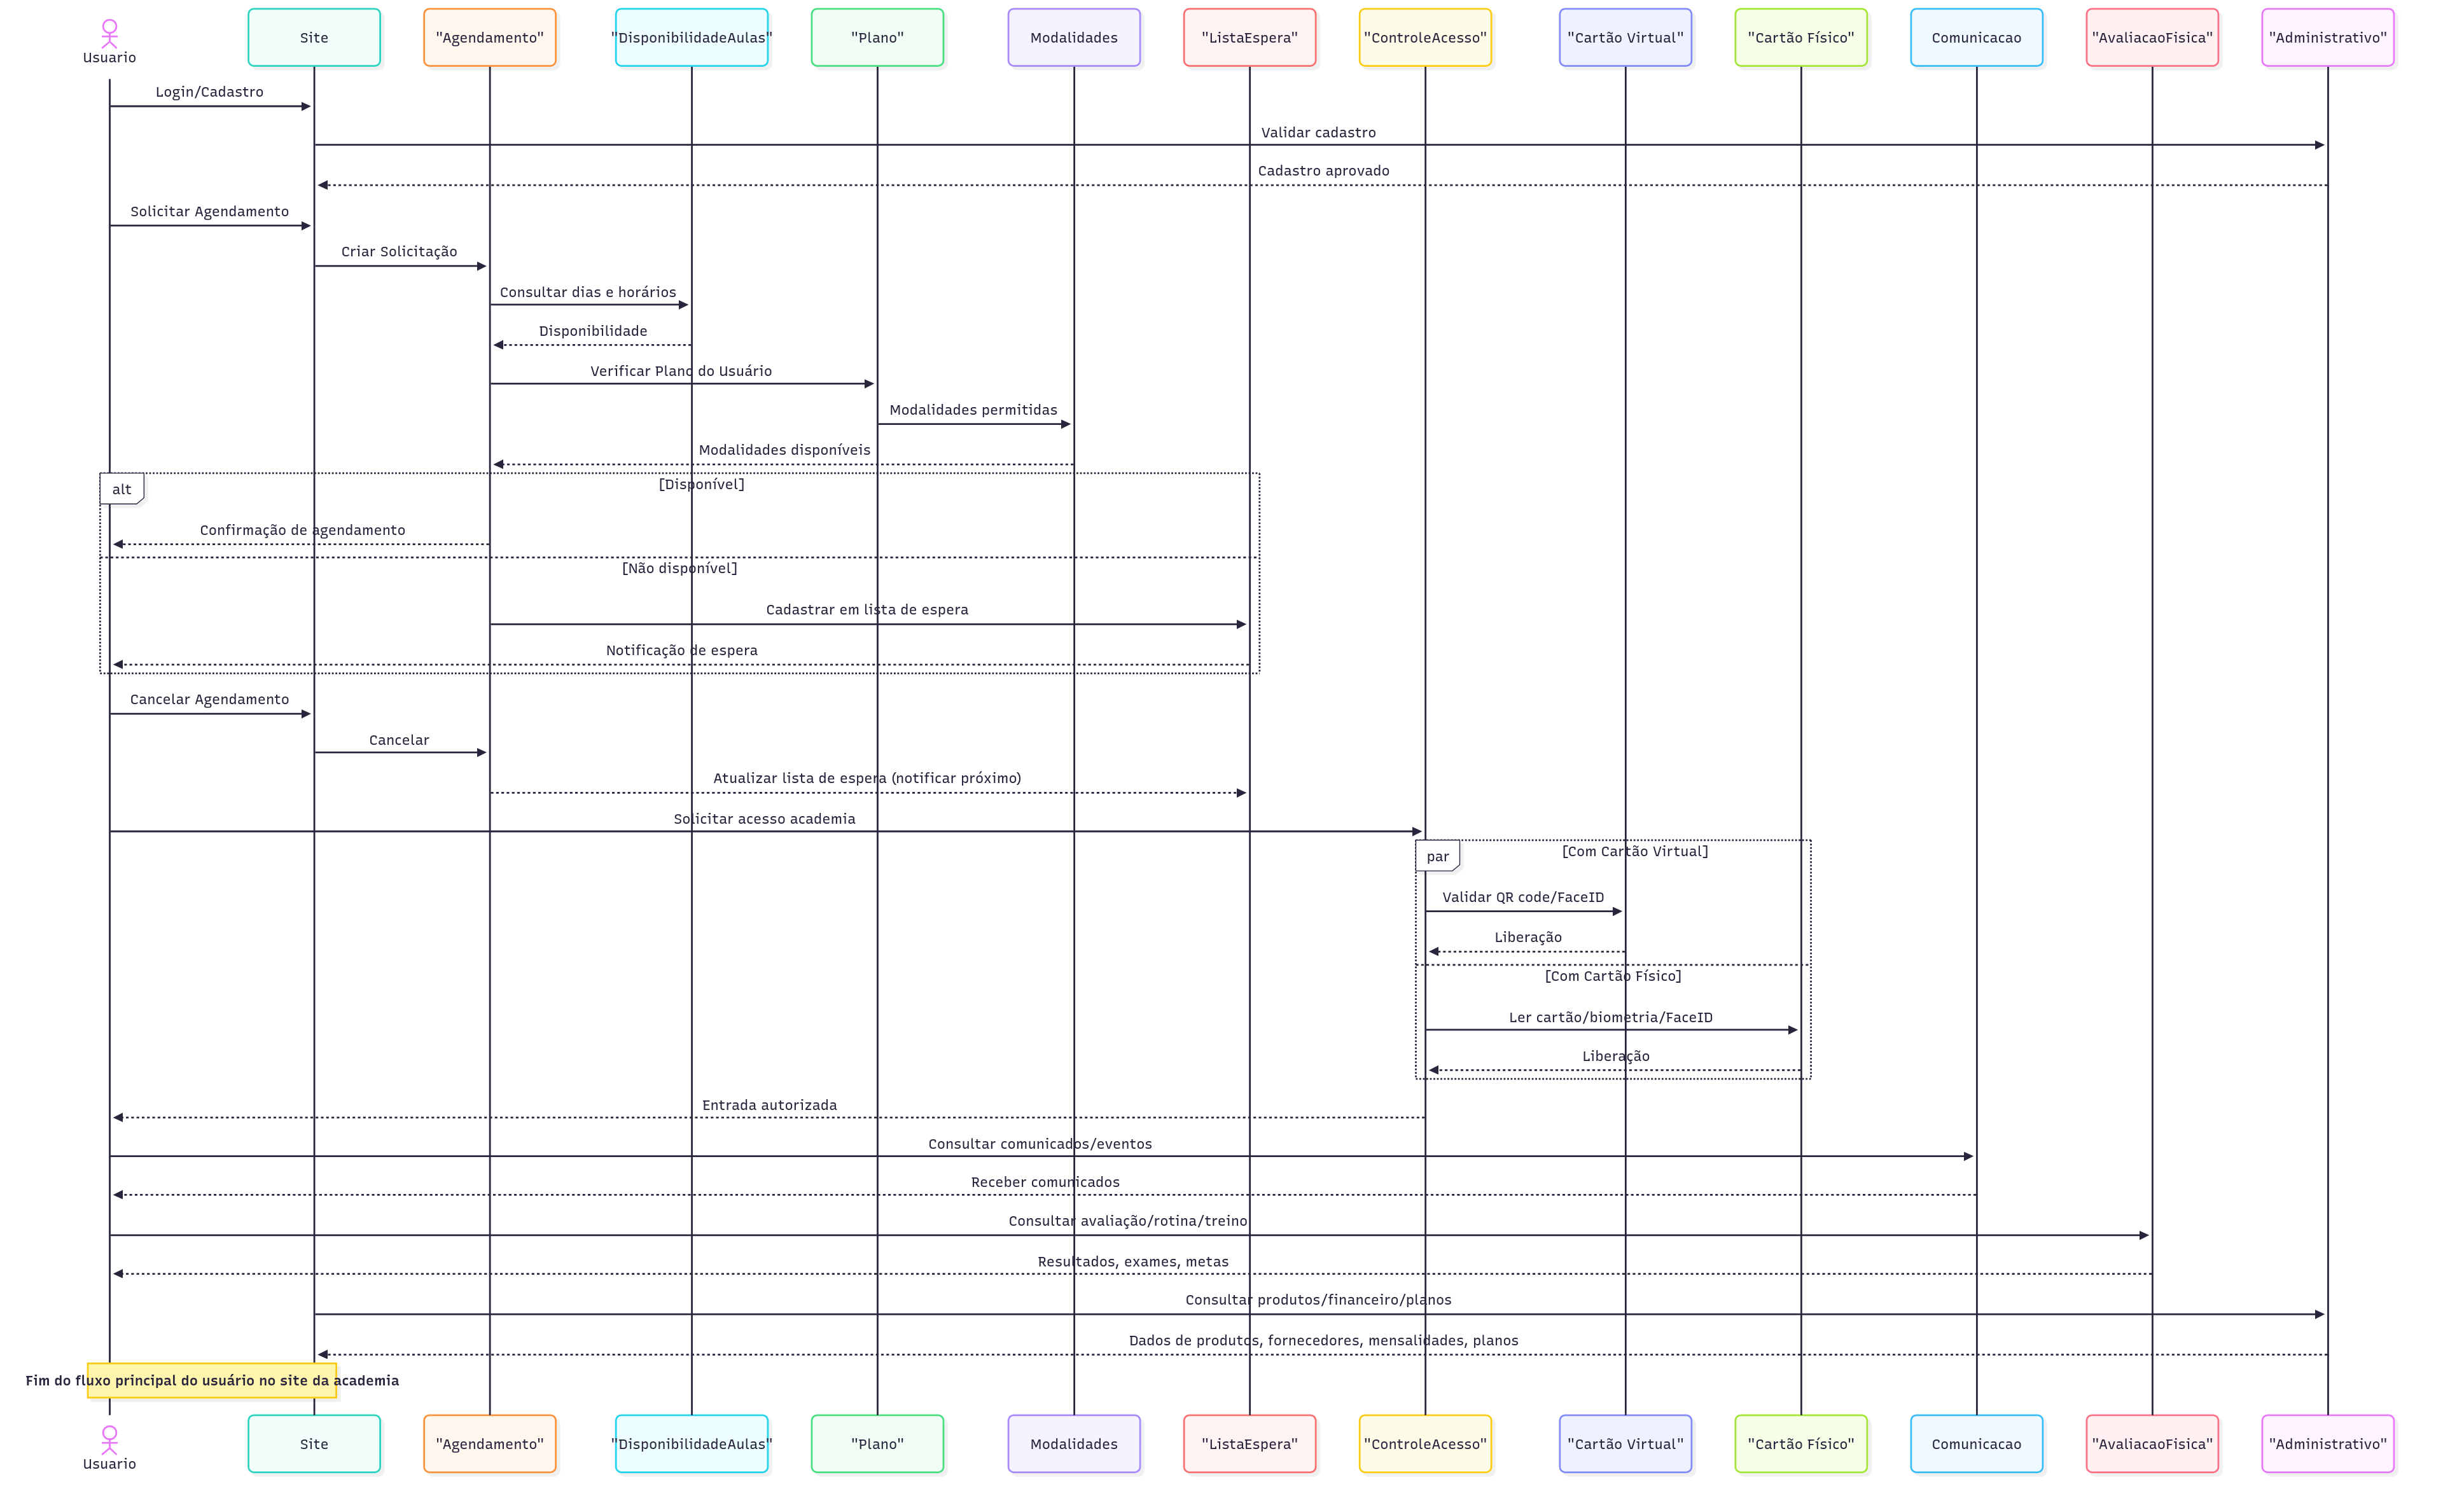 Usuario
Site
"Agendamento"
"DisponibilidadeAulas"
"Plano"
Modalidades
"ListaEspera"
"ControleAcesso"
"Cartão Virtual"
"Cartão Físico"
Comunicacao
"AvaliacaoFisica"
"Administrativo"
Login/Cadastro
Validar cadastro
Cadastro aprovado
Solicitar Agendamento
Criar Solicitação
Consultar dias e horários
Disponibilidade
Verificar Plano do Usuário
Modalidades permitidas
Modalidades disponíveis
alt
[Disponível]
Confirmação de agendamento
[Não disponível]
Cadastrar em lista de espera
Notificação de espera
Cancelar Agendamento
Cancelar
Atualizar lista de espera (notificar próximo)
Solicitar acesso academia
par
[Com Cartão Virtual]
Validar QR code/FaceID
Liberação
[Com Cartão Físico]
Ler cartão/biometria/FaceID
Liberação
Entrada autorizada
Consultar comunicados/eventos
Receber comunicados
Consultar avaliação/rotina/treino
Resultados, exames, metas
Consultar produtos/financeiro/planos
Dados de produtos, fornecedores, mensalidades, planos
Fim do fluxo principal do usuário no site da academia
Usuario
Site
"Agendamento"
"DisponibilidadeAulas"
"Plano"
Modalidades
"ListaEspera"
"ControleAcesso"
"Cartão Virtual"
"Cartão Físico"
Comunicacao
"AvaliacaoFisica"
"Administrativo"